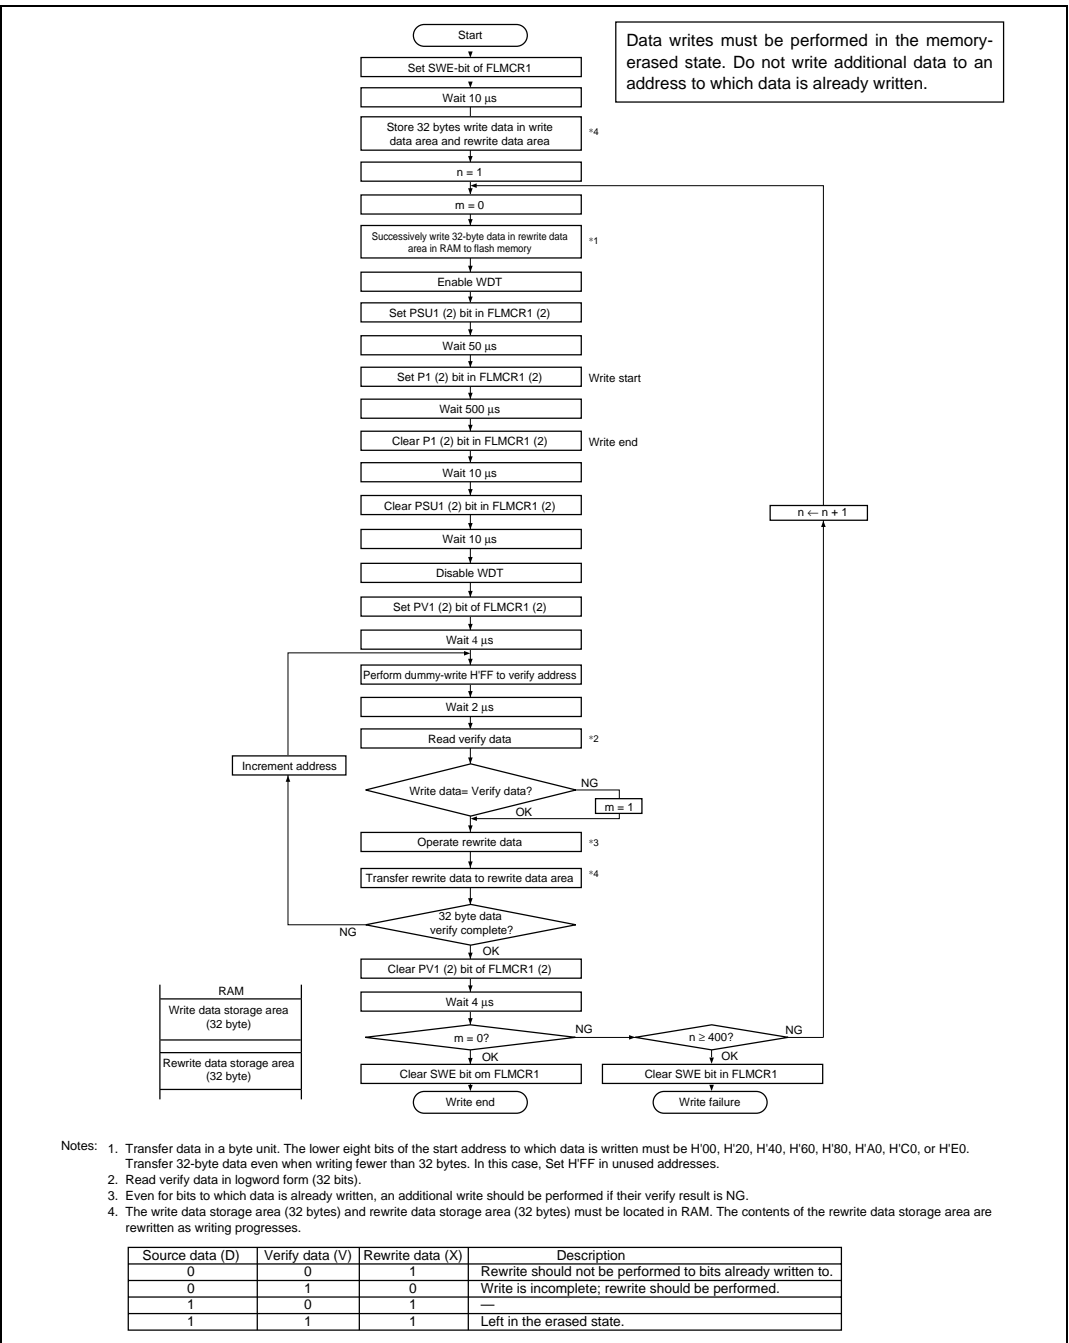 Start
Data writes must be performed in the memory-
erased state. Do not write additional data to an
address to which data is already written.
Set SWE-bit of FLMCR1
Wait 10 µs
Store 32 bytes write data in write
data area and rewrite data area
*4
n = 1
m = 0
Successively write 32-byte data in rewrite data
area in RAM to flash memory
*1
Enable WDT
Set PSU1 (2) bit in FLMCR1 (2)
Wait 50 µs
Set P1 (2) bit in FLMCR1 (2)
Write start
Wait 500 µs
Clear P1 (2) bit in FLMCR1 (2)
Write end
Wait 10 µs
Clear PSU1 (2) bit in FLMCR1 (2)
n ← n + 1
Wait 10 µs
Disable WDT
Set PV1 (2) bit of FLMCR1 (2)
Wait 4 µs
Perform dummy-write H'FF to verify address
Wait 2 µs
Read verify data
*2
Increment address
Write data= Verify data?
NG
m = 1
OK
Operate rewrite data
*3
Transfer rewrite data to rewrite data area
*4
32 byte data
verify complete?
NG
OK
Clear PV1 (2) bit of FLMCR1 (2)
Wait 4 µs
RAM
Write data storage area
(32 byte)
Rewrite data storage area
(32 byte)
m = 0?
NG
OK
n ≥ 400?
NG
OK
Clear SWE bit om FLMCR1
Clear SWE bit in FLMCR1
Write end
Write failure
Notes: 1. Transfer data in a byte unit. The lower eight bits of the start address to which data is written must be H'00, H'20, H'40, H'60, H'80, H'A0, H'C0, or H'E0.
Transfer 32-byte data even when writing fewer than 32 bytes. In this case, Set H'FF in unused addresses.
2. Read verify data in logword form (32 bits).
3. Even for bits to which data is already written, an additional write should be performed if their verify result is NG.
4. The write data storage area (32 bytes) and rewrite data storage area (32 bytes) must be located in RAM. The contents of the rewrite data storage area are
rewritten as writing progresses.
Source data (D) Verify data (V) Rewrite data (X) Description
0 0 1 Rewrite should not be performed to bits already written to.
0 1 0 Write is incomplete; rewrite should be performed.
1 0 1 —
1 1 1 Left in the erased state.